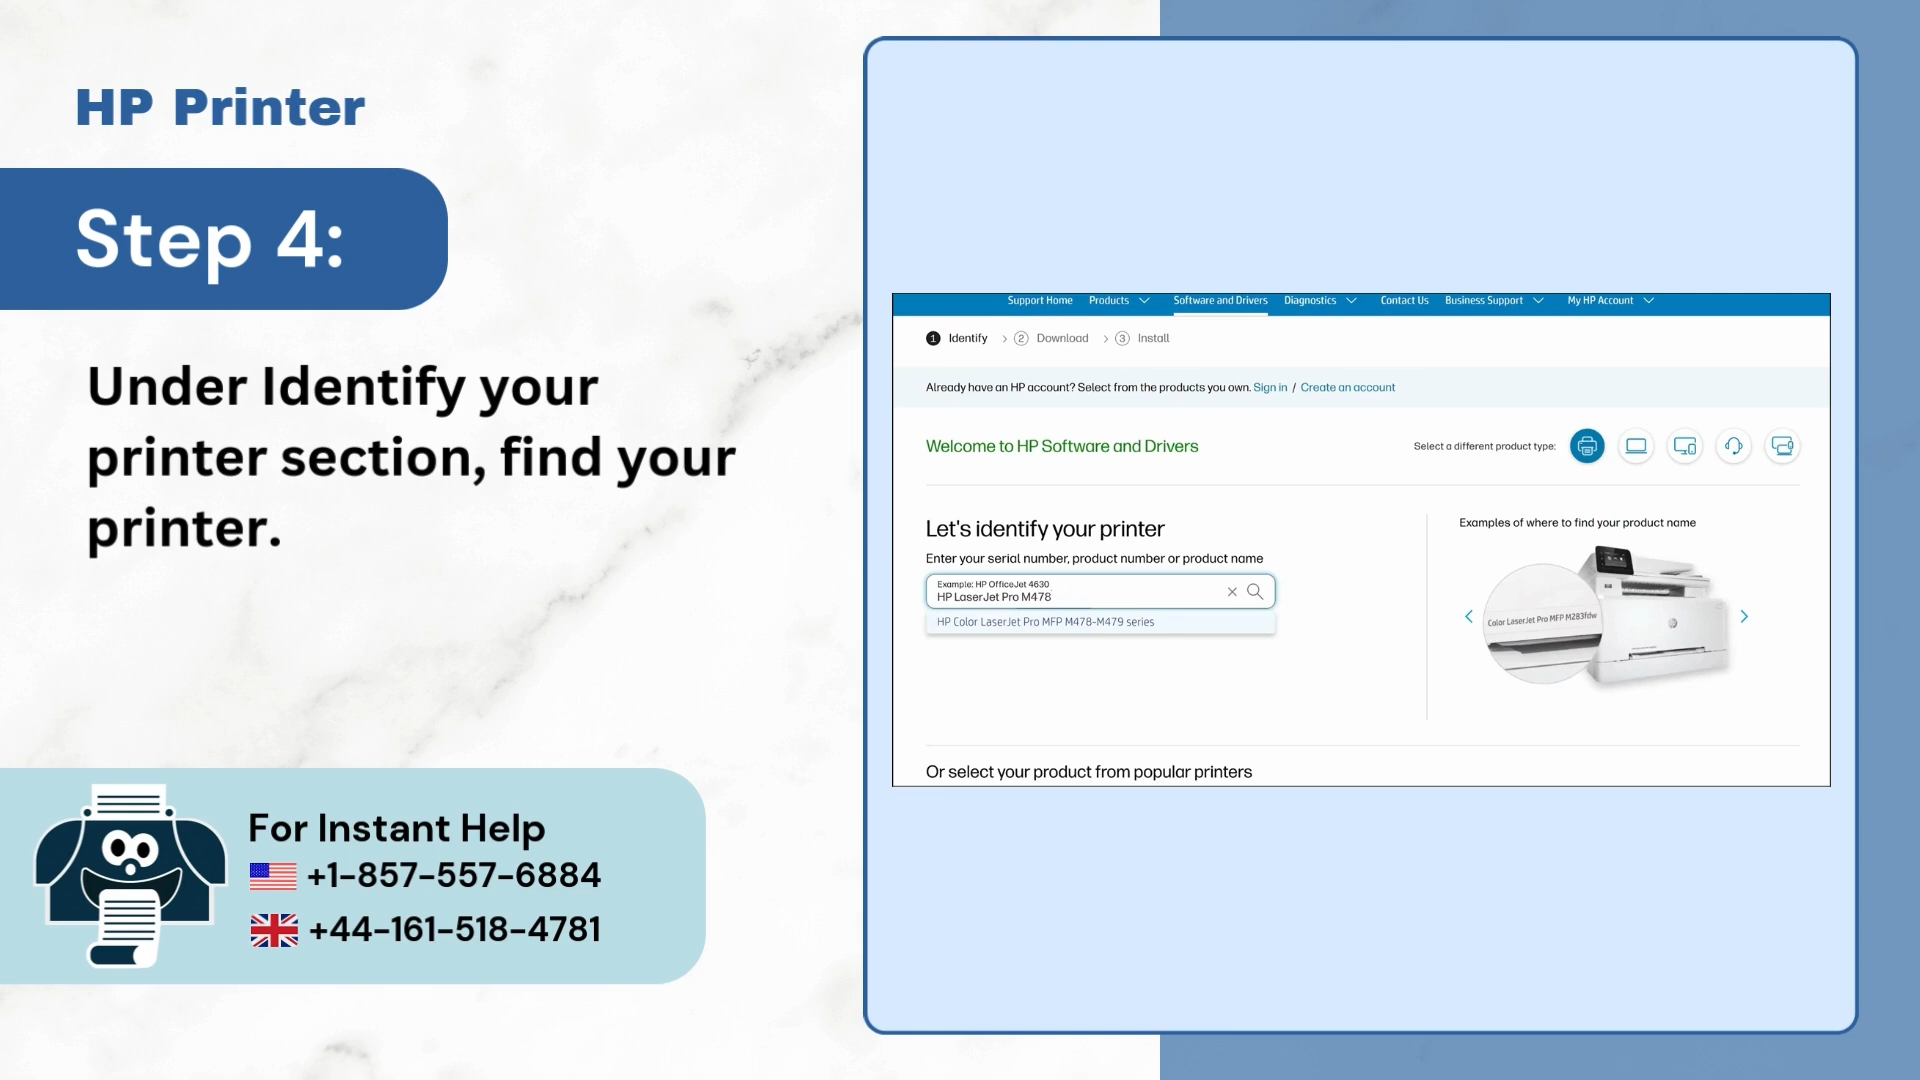 HP Printer
Step 4:
Under Identify your
printer section, find your
printer.
For Instant Help
+1-857-557-6884
+44-161-518-4781
Support Home Products Software and Drivers Diagnostics Contact Us Business Support My HP Account
1 Identify 2 Download 3 Install
Already have an HP account? Select from the products you own. Sign in / Create an account
Welcome to HP Software and Drivers
Select a different product type:
Let's identify your printer
Enter your serial number, product number or product name
Example: HP OfficeJet 4630
HP LaserJet Pro M478
HP Color LaserJet Pro MFP M478-M479 series
Examples of where to find your product name
Color LaserJet Pro MFP M283fdw
Or select your product from popular printers